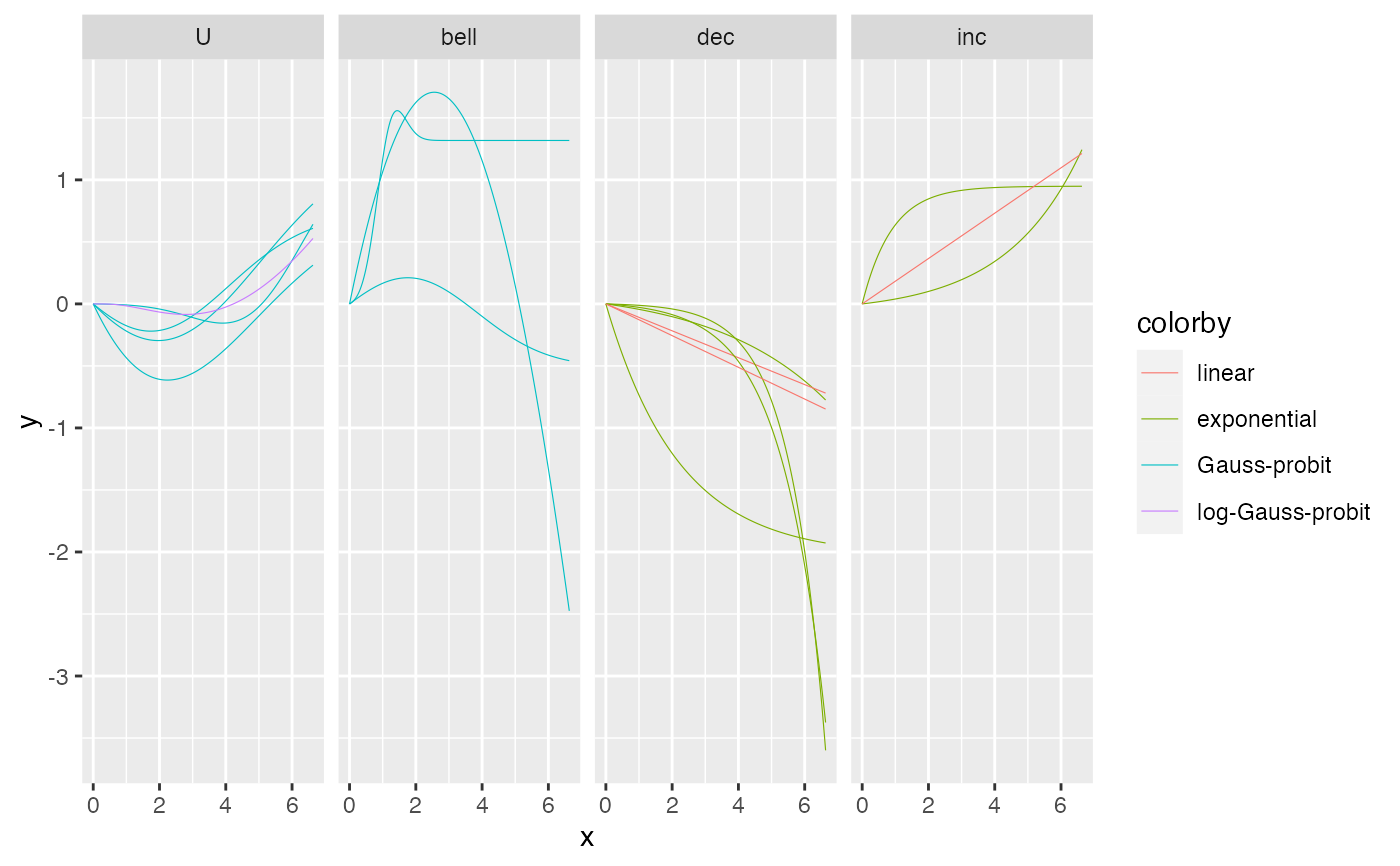 U bell dec inc
1
0
-1
-2
-3
y
0 2 4 6 0 2 4 6 0 2 4 6 0 2 4 6
x
colorby
linear
exponential
Gauss-probit
log-Gauss-probit